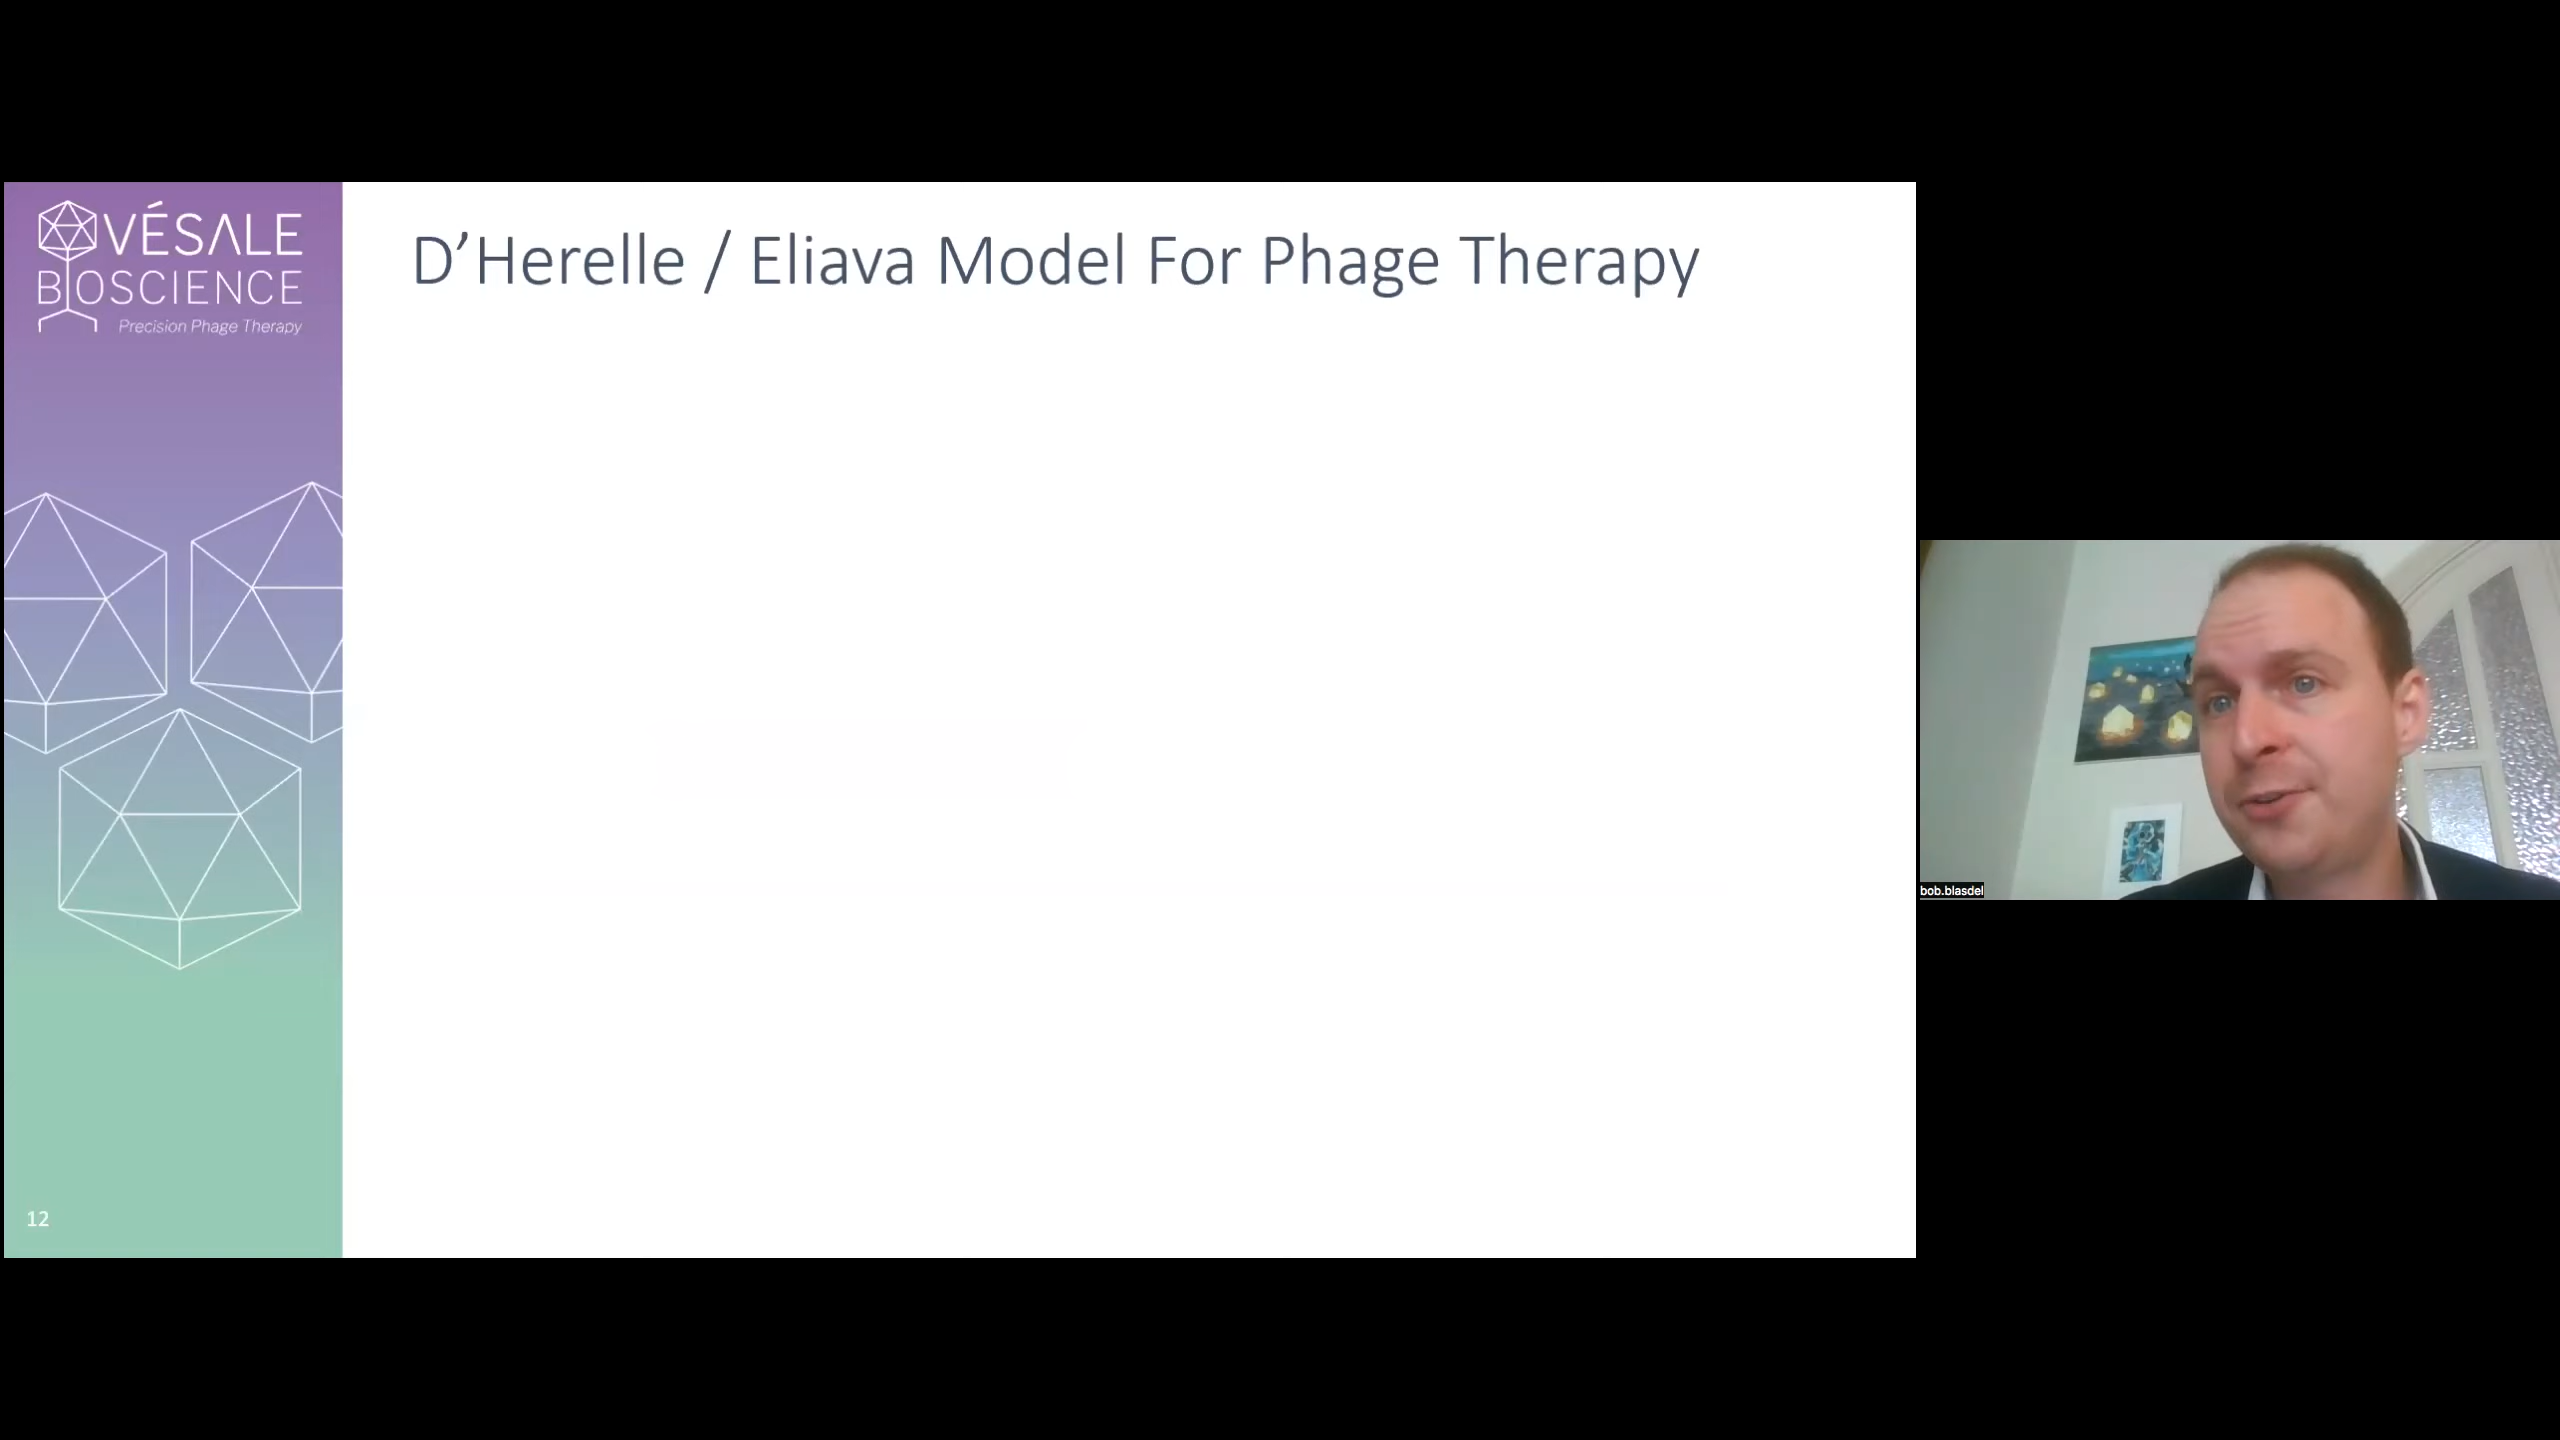 VÉSALE
BIOSCIENCE
Precision Phage Therapy
D’Herelle / Eliava Model For Phage Therapy
bob.blasdel
12